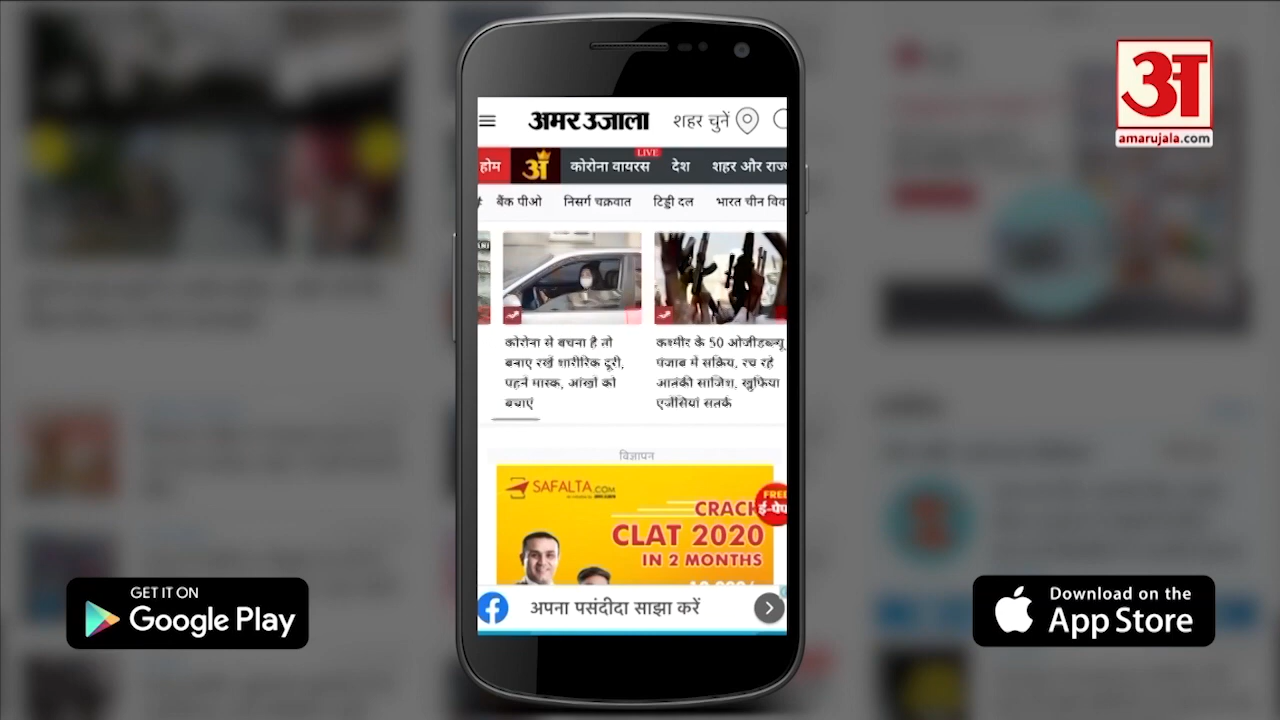 अ
amarujala.com
अमर उजाला
शहर चुनें
LIVE
होम
अ
कोरोना वायरस
देश
शहर और राज्य
# बैंक पीओ
निसर्ग चक्रवात
टिड्डी दल
भारत चीन विवा
कोरोना से बचना है तो
बनाए रखें शारीरिक दूरी,
पहनें मास्क, आंखों को
बचाएं
कश्मीर के 50 ओजीडब्ल्यू
पंजाब में सक्रिय, रच रहे
आतंकी साजिश, खुफिया
एजेंसियां सतर्क
विज्ञापन
SAFALTA.COM
CRACK
CLAT 2020
IN 2 MONTHS
FREE
ई-पेप
अपना पसंदीदा साझा करें
GET IT ON
Google Play
Download on the
App Store